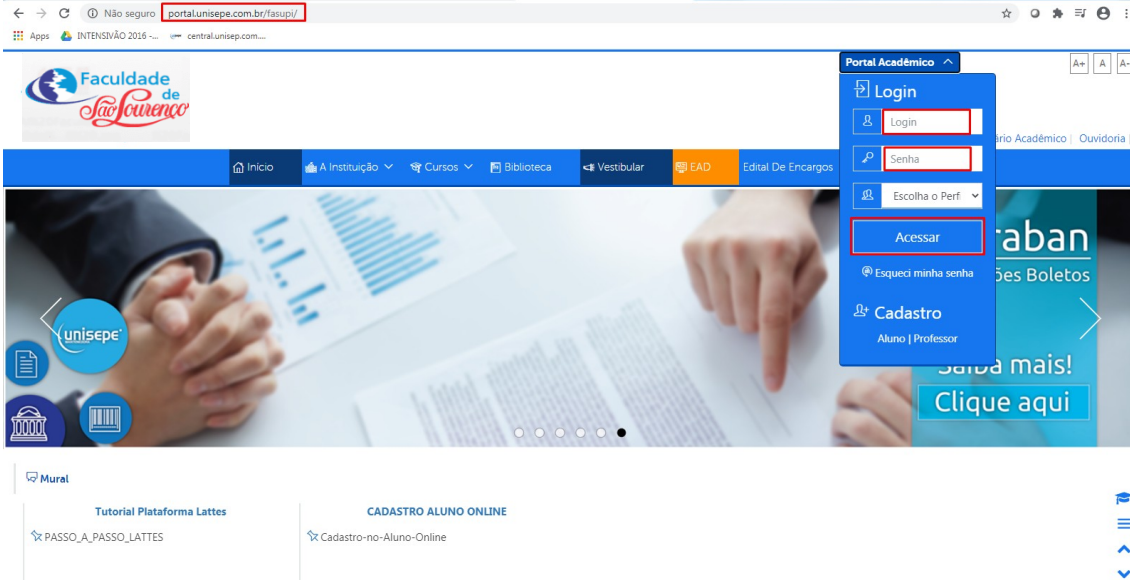 Não seguro portal.unisepe.com.br/fasupi/
Apps INTENSIVÃO 2016 -... central.unisep.com....
Faculdade
de
São Lourenço
Portal Acadêmico
A+ A A-
Login
Login
Senha
Escolha o Perfi
Acessar
Esqueci minha senha
Cadastro
Aluno | Professor
ário Acadêmico | Ouvidoria |
Início A Instituição Cursos Biblioteca Vestibular EAD Edital De Encargos
unisepe
raban
ões Boletos
Saiba mais!
Clique aqui
Mural
Tutorial Plataforma Lattes
PASSO_A_PASSO_LATTES
CADASTRO ALUNO ONLINE
Cadastro-no-Aluno-Online